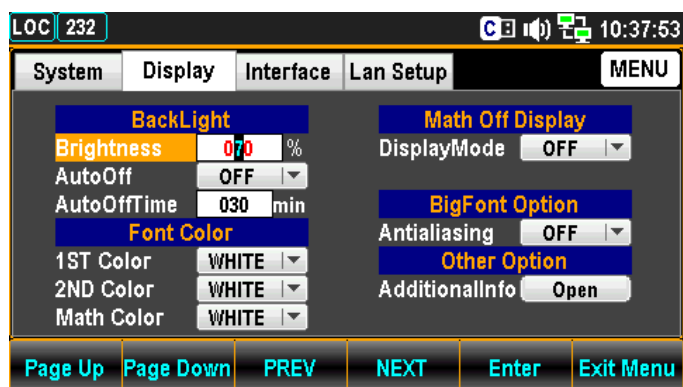 LOC 232 C 10:37:53
System Display Interface Lan Setup MENU
BackLight
Brightness 070 %
AutoOff OFF
AutoOffTime 030 min
Font Color
1ST Color WHITE
2ND Color WHITE
Math Color WHITE
Math Off Display
DisplayMode OFF
BigFont Option
Antialiasing OFF
Other Option
AdditionalInfo Open
Page Up Page Down PREV NEXT Enter Exit Menu